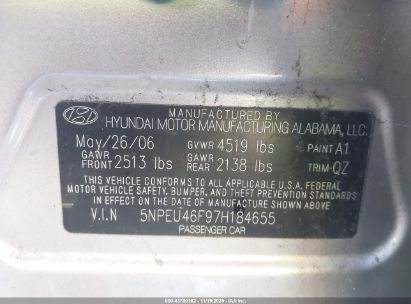 MANUFACTURED BY
HYUNDAI MOTOR MANUFACTURING ALABAMA, LLC.
May/26/06 GVWR 4519 lbs PAINT A1
GAWR FRONT 2513 lbs GAWR REAR 2138 lbs TRIM-QZ
THIS VEHICLE CONFORMS TO ALL APPLICABLE U.S.A FEDERAL
MOTOR VEHICLE SAFETY, BUMPER, AND THEFT PREVENTION
STANDARDS IN EFFECT ON THE DATE OF MANUFACTURE
V.I.N 5NPEU46F97H184655
PASSENGER CAR